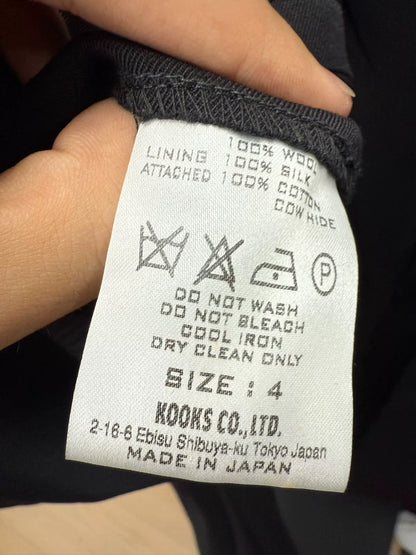 100% WOOL
LINING 100% SILK
ATTACHED 100% COTTON
COW HIDE
P
DO NOT WASH
DO NOT BLEACH
COOL IRON
DRY CLEAN ONLY
SIZE : 4
KOOKS CO.,LTD.
2-16-6 Ebisu Shibuya-ku Tokyo Japan
MADE IN JAPAN